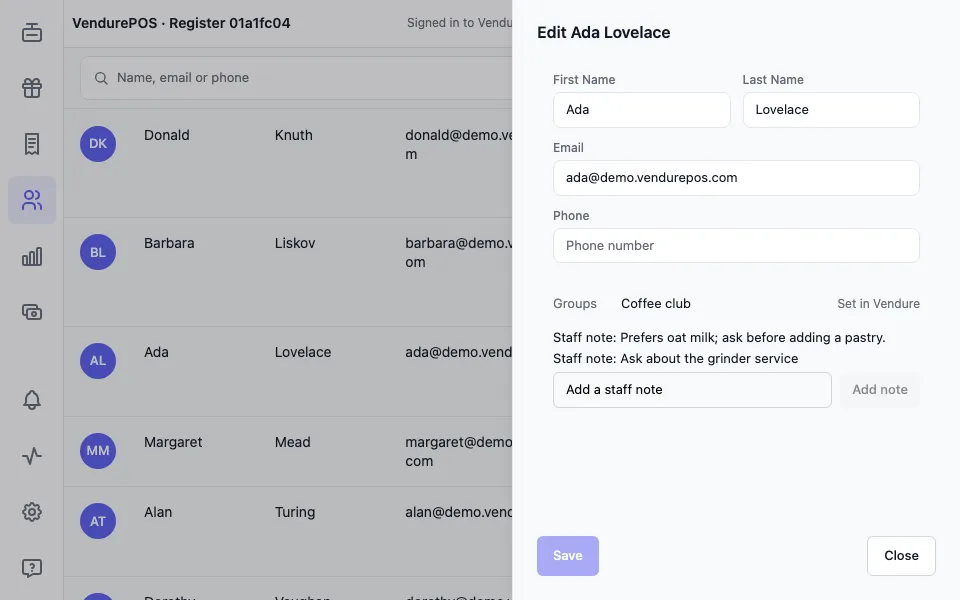 VendurePOS · Register 01a1fc04
Signed in to Vendu
Name, email or phone
DK
Donald
Knuth
donald@demo.ve
m
BL
Barbara
Liskov
barbara@demo.v
om
AL
Ada
Lovelace
ada@demo.vend
MM
Margaret
Mead
margaret@demo
com
AT
Alan
Turing
alan@demo.vend
Edit Ada Lovelace
First Name
Last Name
Ada
Lovelace
Email
ada@demo.vendurepos.com
Phone
Phone number
Groups
Coffee club
Set in Vendure
Staff note: Prefers oat milk; ask before adding a pastry.
Staff note: Ask about the grinder service
Add a staff note
Add note
Save
Close